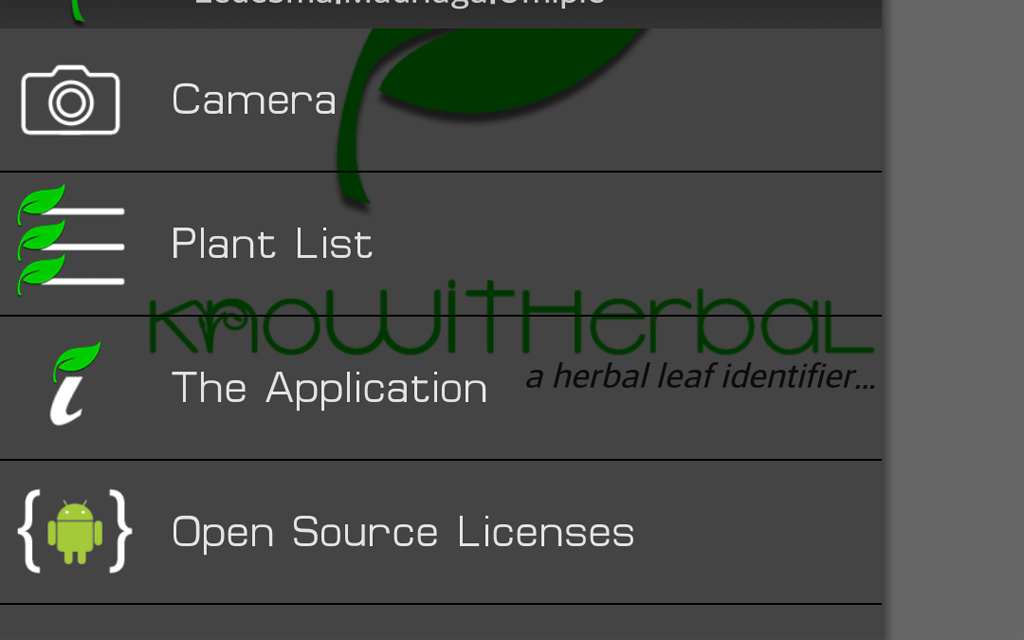 Camera
Plant List
KnoWiTHerbaL
The Application
a herbal leaf identifier...
Open Source Licenses